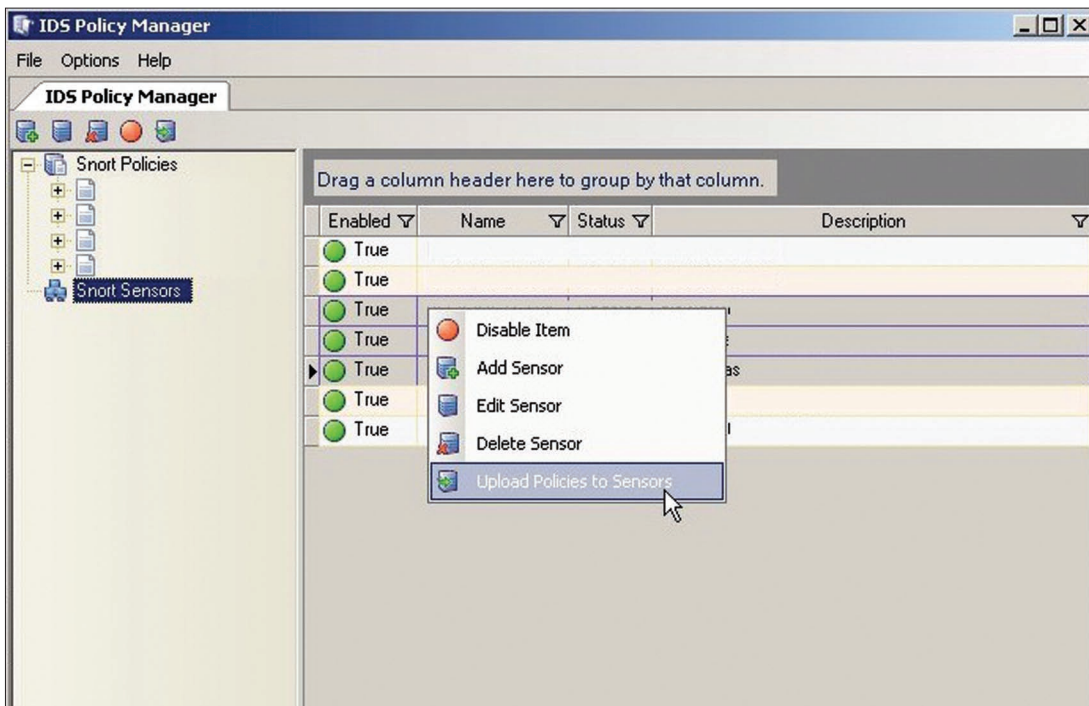 IDS Policy Manager
File Options Help
IDS Policy Manager
Snort Policies
Snort Sensors
Drag a column header here to group by that column.
Enabled Name Status Description
True
True
True
True
True as
True
True
Disable Item
Add Sensor
Edit Sensor
Delete Sensor
Upload Policies to Sensors